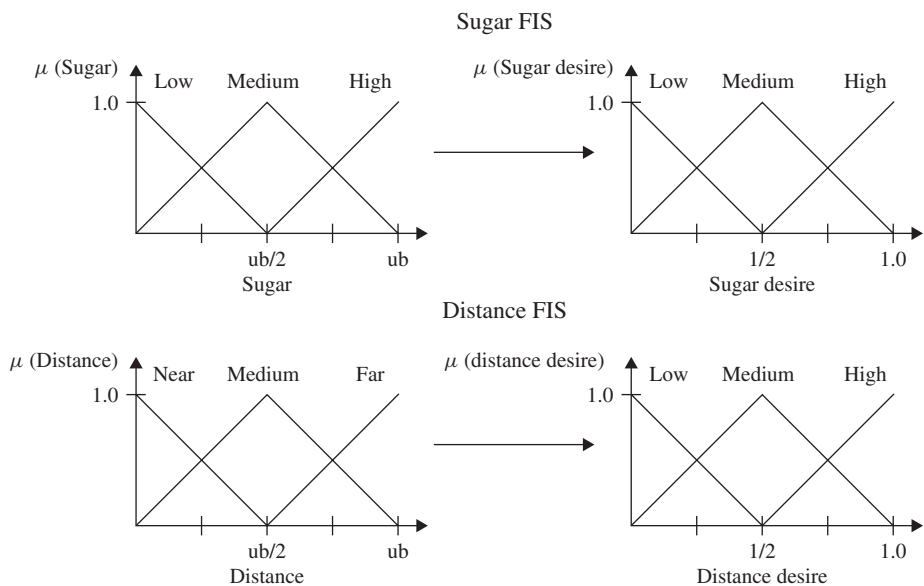 Sugar FIS
μ (Sugar)
Low Medium High
1.0
ub/2 ub
Sugar
μ (Sugar desire)
Low Medium High
1.0
1/2 1.0
Sugar desire
Distance FIS
μ (Distance)
Near Medium Far
1.0
ub/2 ub
Distance
μ (distance desire)
Low Medium High
1.0
1/2 1.0
Distance desire